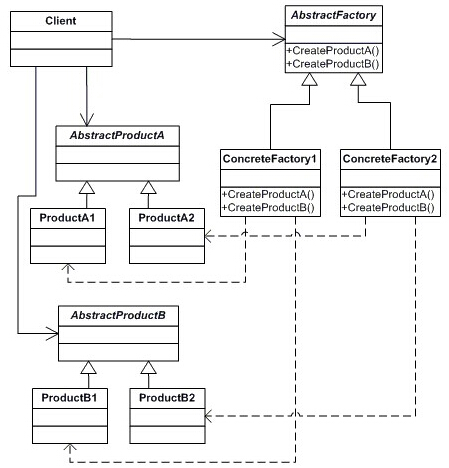 Client
AbstractFactory
+CreateProductA()
+CreateProductB()
AbstractProductA
ConcreteFactory1
+CreateProductA()
+CreateProductB()
ConcreteFactory2
+CreateProductA()
+CreateProductB()
ProductA1
ProductA2
AbstractProductB
ProductB1
ProductB2